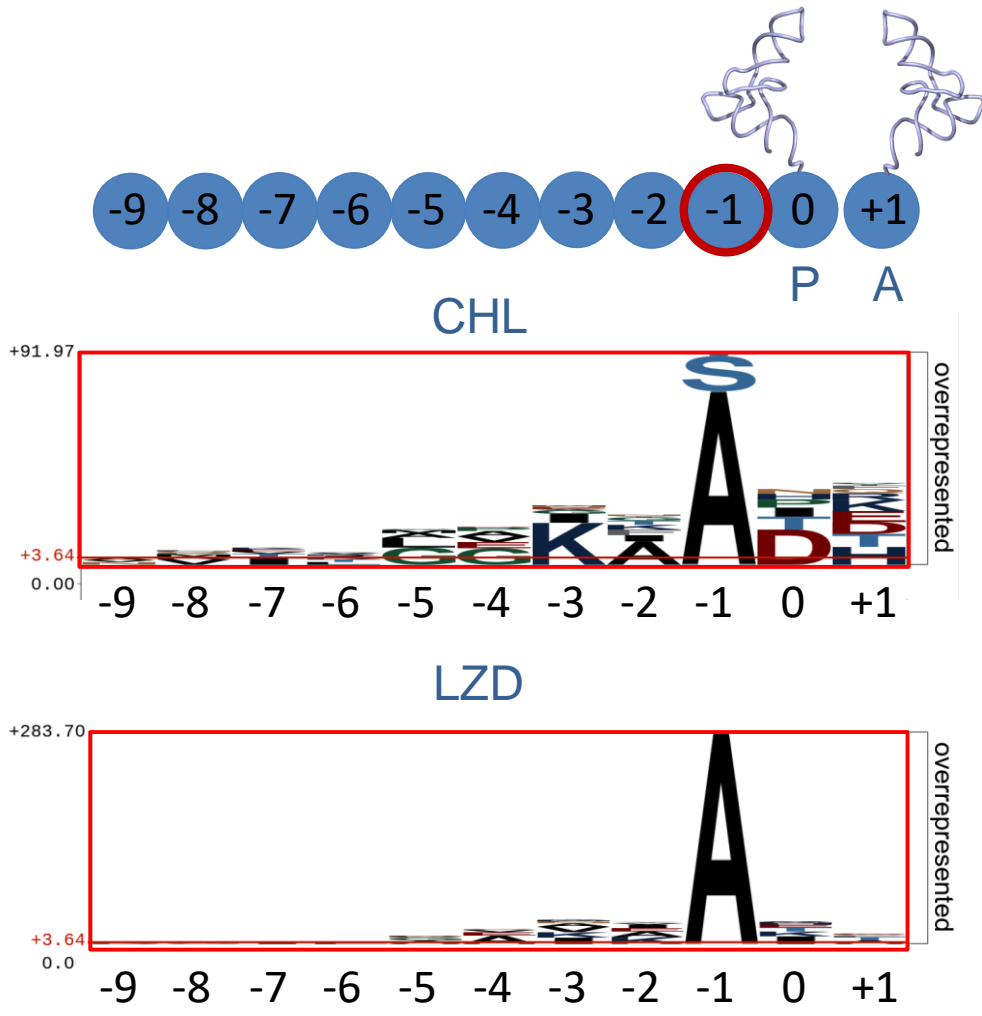 -9 -8 -7 -6 -5 -4 -3 -2 -1 0 +1
P A
CHL
+91.97
S
A
K
G G
A
D
H
+3.64
0.00
overrepresented
-9 -8 -7 -6 -5 -4 -3 -2 -1 0 +1
LZD
+283.70
A
+3.64
0.0
overrepresented
-9 -8 -7 -6 -5 -4 -3 -2 -1 0 +1